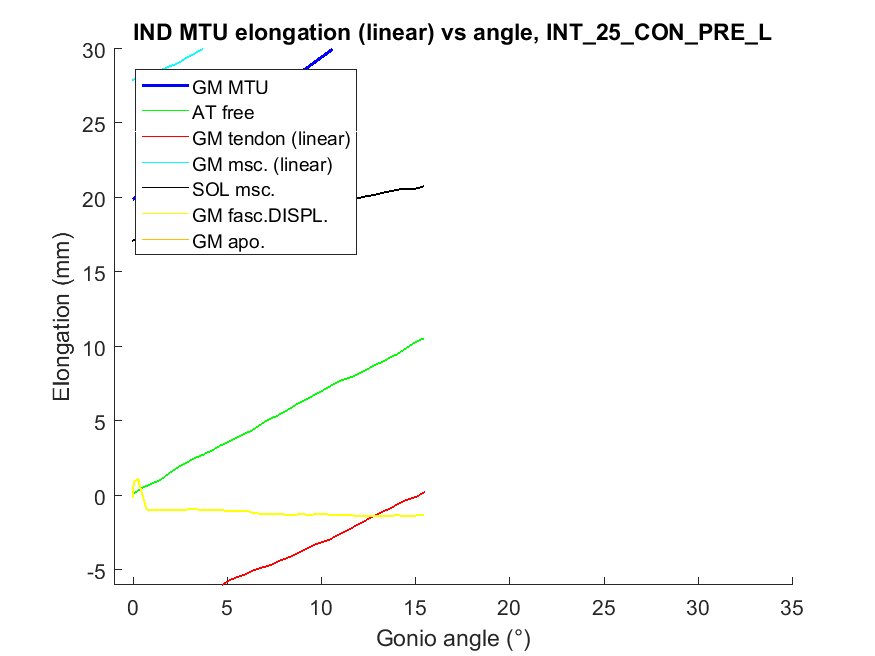 IND MTU elongation (linear) vs angle, INT_25_CON_PRE_L
30
25
20
15
10
5
0
-5
Elongation (mm)
GM MTU
AT free
GM tendon (linear)
GM msc. (linear)
SOL msc.
GM fasc.DISPL.
GM apo.
0 5 10 15 20 25 30 35
Gonio angle (°)